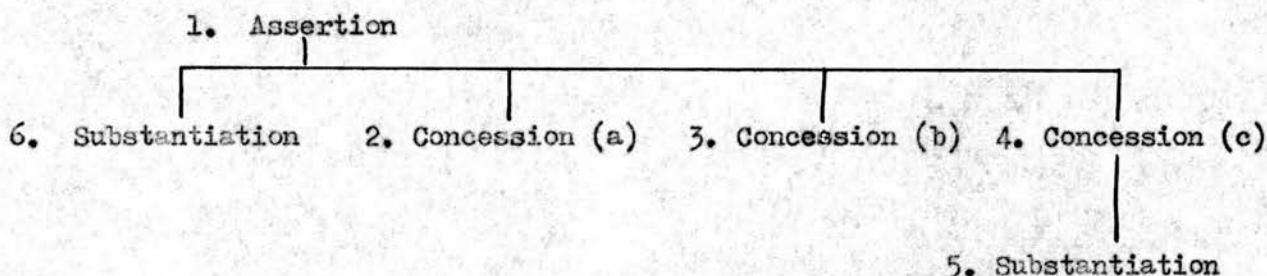 1. Assertion
6. Substantiation 2. Concession (a) 3. Concession (b) 4. Concession (c)
5. Substantiation